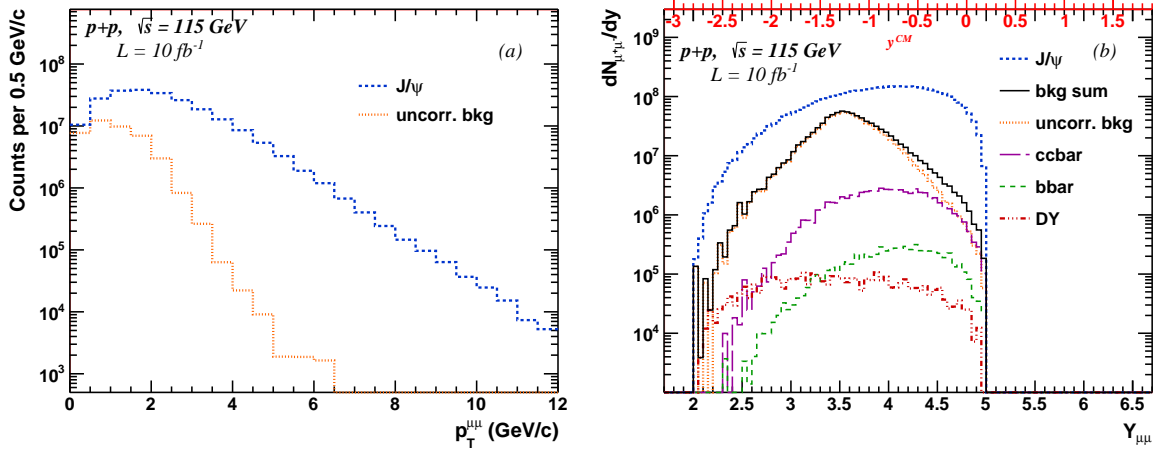 p+p, √s = 115 GeV
L = 10 fb⁻¹
(a)
J/ψ
uncorr. bkg
Counts per 0.5 GeV/c
10⁸
10⁷
10⁶
10⁵
10⁴
10³
0 2 4 6 8 10 12
p_T^μμ (GeV/c)
-3 -2.5 -2 -1.5 -1 -0.5 0 0.5 1 1.5
y^CM
p+p, √s = 115 GeV
L = 10 fb⁻¹
(b)
J/ψ
bkg sum
uncorr. bkg
ccbar
bbar
DY
dN_μ⁺μ⁻/dy
10⁹
10⁸
10⁷
10⁶
10⁵
10⁴
2 2.5 3 3.5 4 4.5 5 5.5 6 6.5
Y_μμ